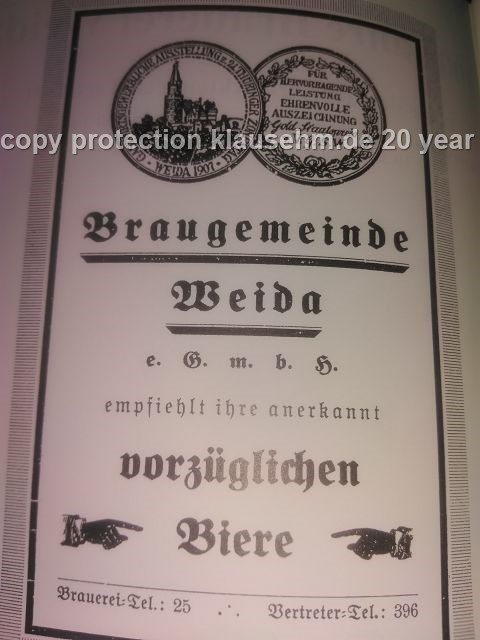 FÜR
HERVORRAGENDE
LEISTUNG
EHRENVOLLE
AUSZEICHNUNG
WEIDA 1907
copy protection klausehm.de 20 year
Braugemeinde
Weida
e. G. m. b. H.
empfiehlt ihre anerkannt
vorzüglichen
Biere
Brauerei-Tel.: 25 Vertreter-Tel.: 396